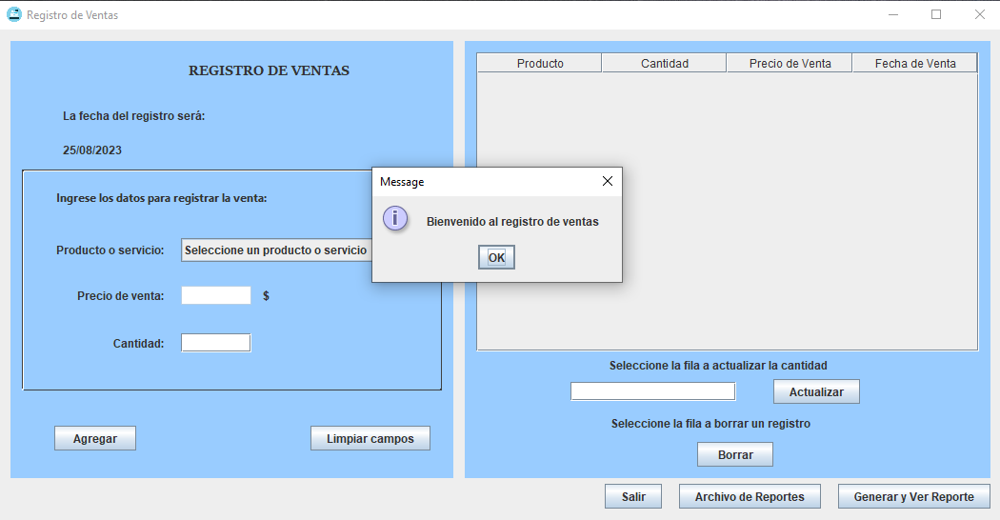 Registro de Ventas
REGISTRO DE VENTAS
La fecha del registro será:
25/08/2023
Ingrese los datos para registrar la venta:
Producto o servicio:
Seleccione un producto o servicio
Precio de venta:
$
Cantidad:
Agregar
Limpiar campos
Message
i
Bienvenido al registro de ventas
OK
Producto Cantidad Precio de Venta Fecha de Venta
Seleccione la fila a actualizar la cantidad
Actualizar
Seleccione la fila a borrar un registro
Borrar
Salir
Archivo de Reportes
Generar y Ver Reporte